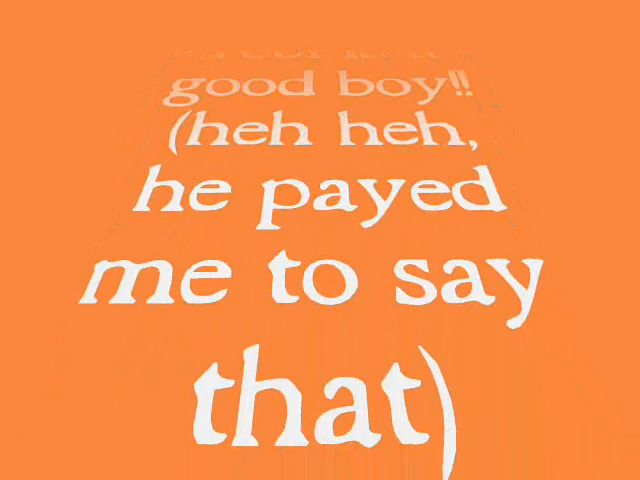 good boy!!
(heh heh,
he payed
me to say
that)